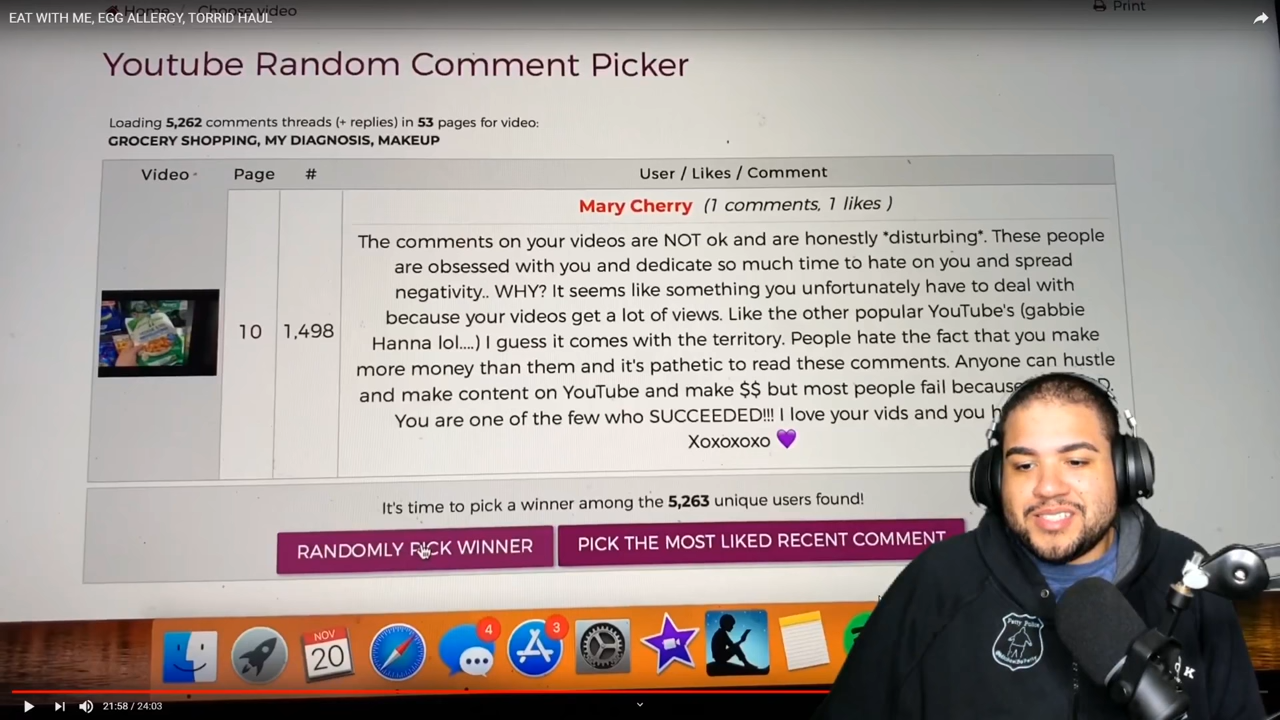 EAT WITH ME, EGG ALLERGY, TORRID HAUL
Home Choose video
Print
Youtube Random Comment Picker
Loading 5,262 comments threads (+ replies) in 53 pages for video:
GROCERY SHOPPING, MY DIAGNOSIS, MAKEUP
Video Page # User / Likes / Comment
Mary Cherry (1 comments, 1 likes )
The comments on your videos are NOT ok and are honestly *disturbing*. These people
are obsessed with you and dedicate so much time to hate on you and spread
negativity.. WHY? It seems like something you unfortunately have to deal with
because your videos get a lot of views. Like the other popular YouTube's (gabbie
10 1,498
Hanna lol....) I guess it comes with the territory. People hate the fact that you make
more money than them and it's pathetic to read these comments. Anyone can hustle
and make content on YouTube and make $$ but most people fail
You are one of the few who SUCCEEDED!!! I love your vids and you
Xoxoxoxo 💜
It's time to pick a winner among the 5,263 unique users found!
RANDOMLY PICK WINNER
PICK THE MOST LIKED RECENT COMMENT
NOV
20
4
3
21:58 / 24:03